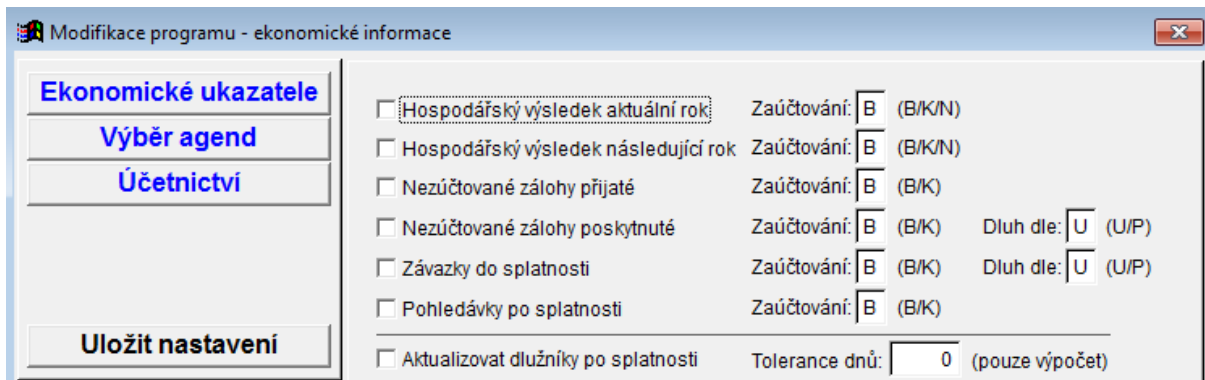 Modifikace programu - ekonomické informace
Ekonomické ukazatele
Výběr agend
Účetnictví
Uložit nastavení
Hospodářský výsledek aktuální rok Zaúčtování: B (B/K/N)
Hospodářský výsledek následující rok Zaúčtování: B (B/K/N)
Nezúčtované zálohy přijaté Zaúčtování: B (B/K)
Nezúčtované zálohy poskytnuté Zaúčtování: B (B/K) Dluh dle: U (U/P)
Závazky do splatnosti Zaúčtování: B (B/K) Dluh dle: U (U/P)
Pohledávky po splatnosti Zaúčtování: B (B/K)
Aktualizovat dlužníky po splatnosti Tolerance dnů: 0 (pouze výpočet)